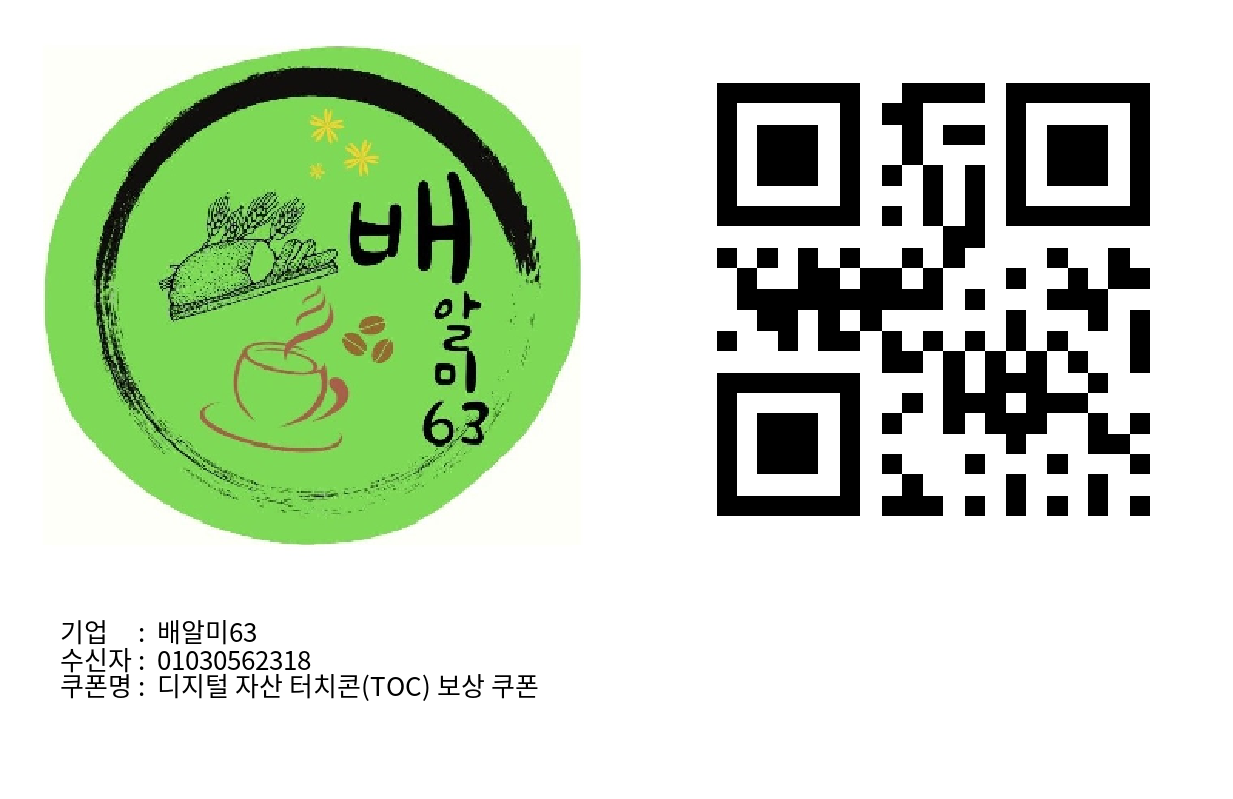 배
알
미
63
기업 : 배알미63
수신자 : 01030562318
쿠폰명 : 디지털 자산 터치콘(TOC) 보상 쿠폰